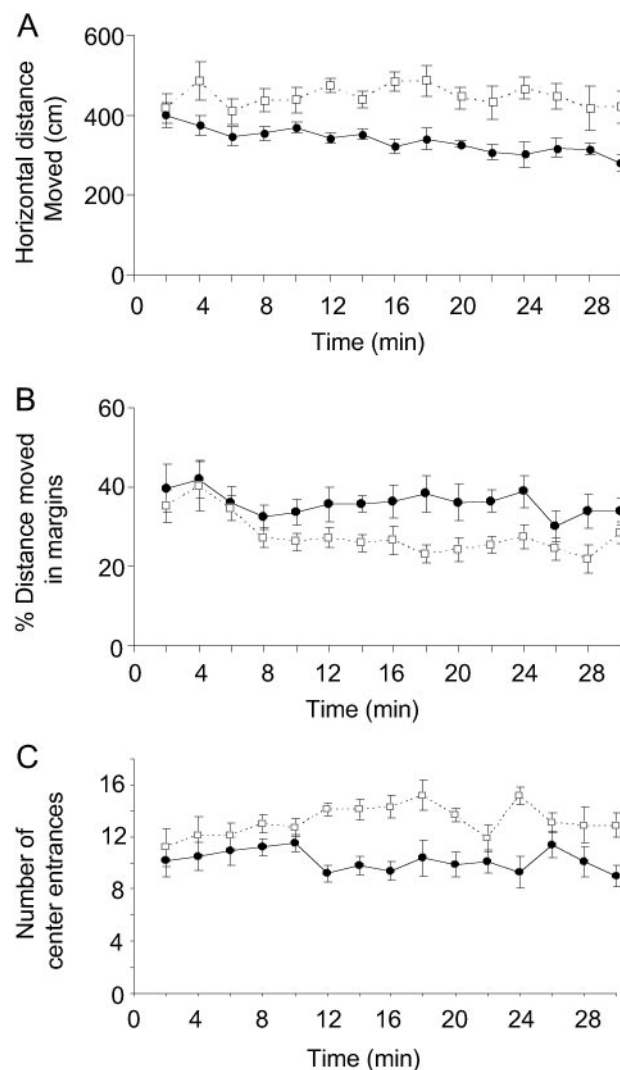 A
600
400
200
0
Horizontal distance
Moved (cm)
0 4 8 12 16 20 24 28
Time (min)
B
60
40
20
0
% Distance moved
in margins
0 4 8 12 16 20 24 28
Time (min)
C
16
12
8
4
0
Number of
center entrances
0 4 8 12 16 20 24 28
Time (min)